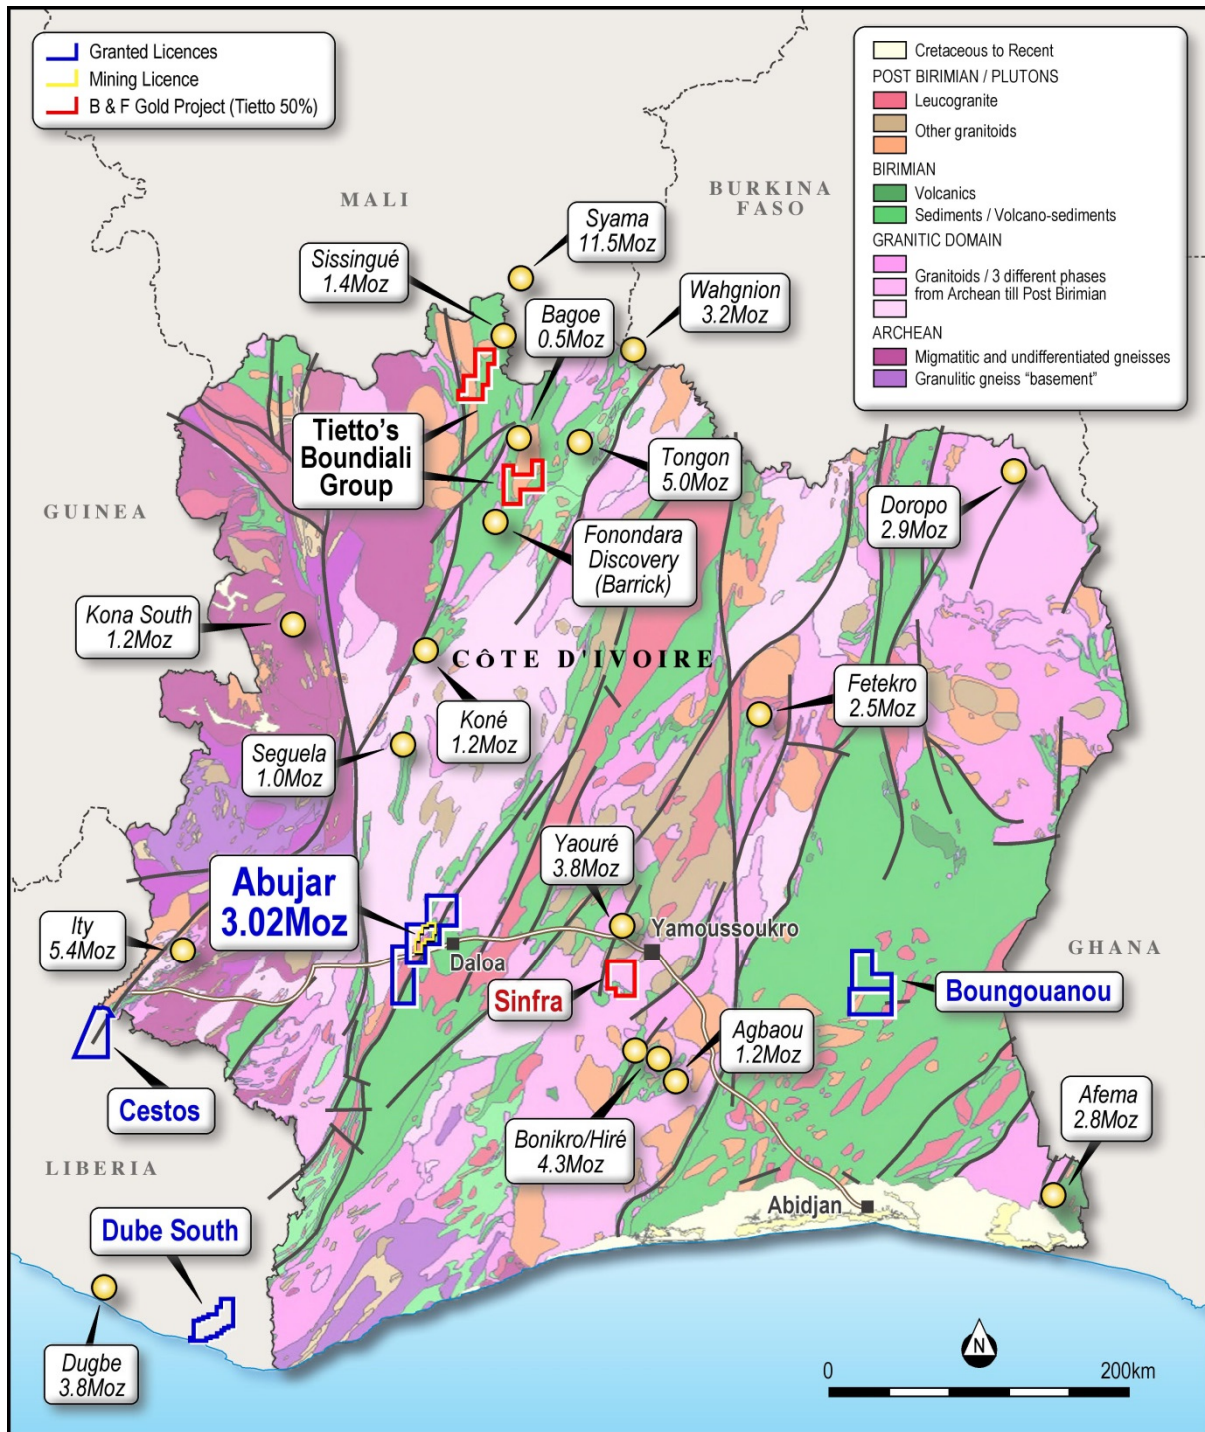 Granted Licences
Mining Licence
B & F Gold Project (Tietto 50%)
Cretaceous to Recent
POST BIRIMIAN / PLUTONS
Leucogranite
Other granitoids
BIRIMIAN
Volcanics
Sediments / Volcano-sediments
GRANITIC DOMAIN
Granitoids / 3 different phases
from Archean till Post Birimian
ARCHEAN
Migmatitic and undifferentiated gneisses
Granulitic gneiss “basement”
MALI
BURKINA
FASO
Syama
11.5Moz
Sissingué
1.4Moz
Wahgnion
3.2Moz
Bagoe
0.5Moz
Tietto's
Boundiali
Group
Tongon
5.0Moz
Doropo
2.9Moz
GUINEA
Fonondara
Discovery
(Barrick)
Kona South
1.2Moz
CÔTE D'IVOIRE
Fetekro
2.5Moz
Koné
1.2Moz
Seguela
1.0Moz
Yaouré
3.8Moz
Abujar
3.02Moz
Ity
5.4Moz
Yamoussoukro
Daloa
GHANA
Sinfra
Boungouanou
Agbaou
1.2Moz
Cestos
Afema
2.8Moz
Bonikro/Hiré
4.3Moz
LIBERIA
Abidjan
Dube South
Dugbe
3.8Moz
N
0
200km